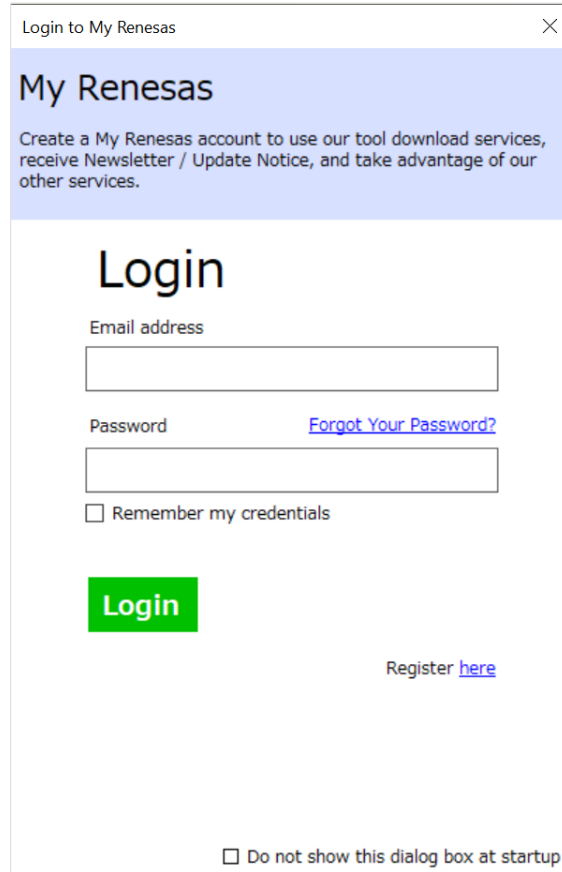 Login to My Renesas
My Renesas
Create a My Renesas account to use our tool download services,
receive Newsletter / Update Notice, and take advantage of our
other services.
Login
Email address
Password
Forgot Your Password?
Remember my credentials
Login
Register here
Do not show this dialog box at startup